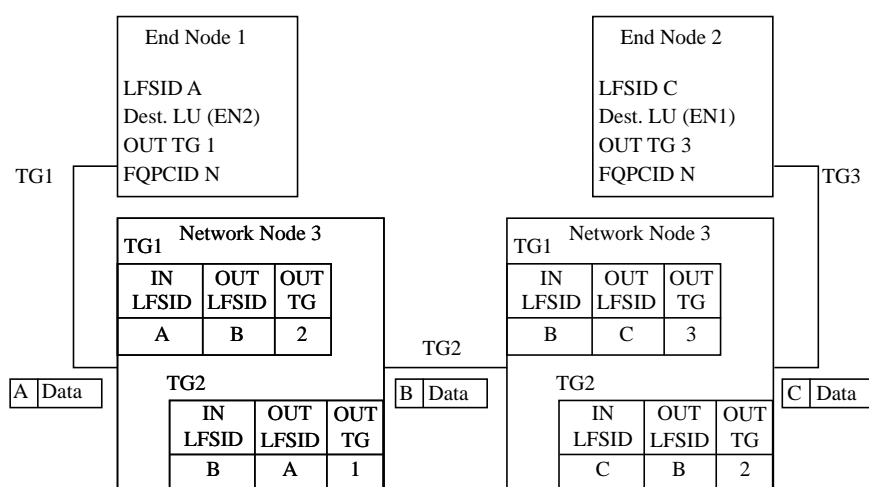 End Node 1
LFSID A
Dest. LU (EN2)
OUT TG 1
FQPCID N
End Node 2
LFSID C
Dest. LU (EN1)
OUT TG 3
FQPCID N
TG1
TG3
Network Node 3
TG1
IN LFSID OUT LFSID OUT TG
A B 2
TG2
IN LFSID OUT LFSID OUT TG
B A 1
A Data
TG2
B Data
Network Node 3
TG1
IN LFSID OUT LFSID OUT TG
B C 3
TG2
IN LFSID OUT LFSID OUT TG
C B 2
C Data